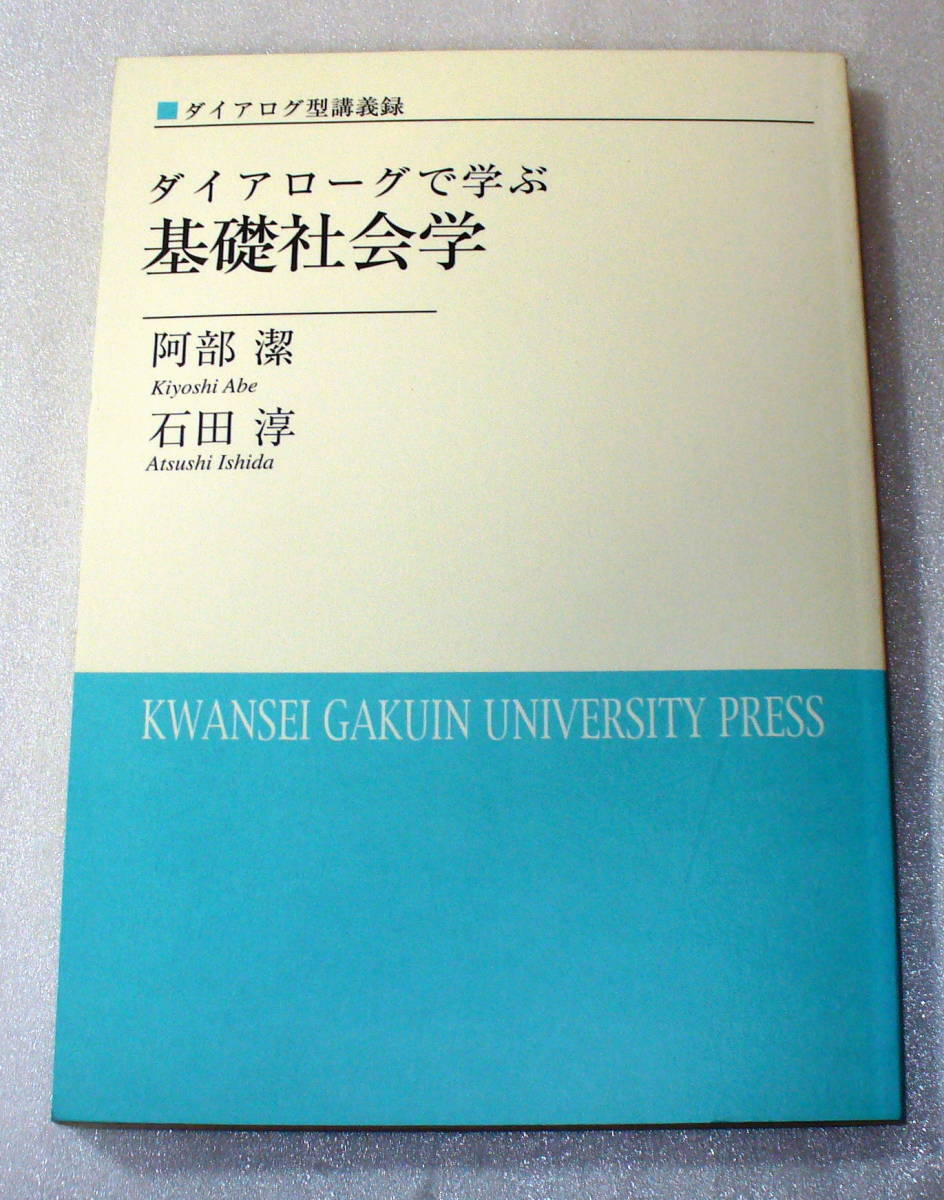 ■ダイアログ型講義録
ダイアローグで学ぶ
基礎社会学
阿部 潔
Kiyoshi Abe
石田 淳
Atsushi Ishida
KWANSEI GAKUIN UNIVERSITY PRESS